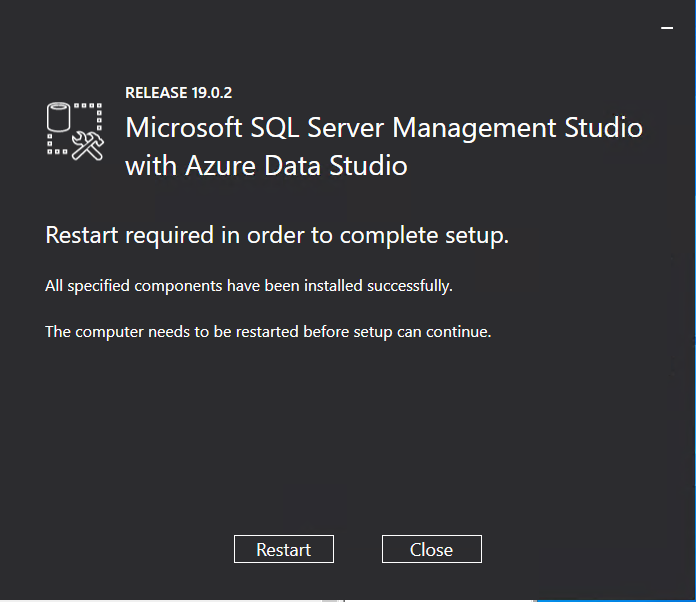 RELEASE 19.0.2
Microsoft SQL Server Management Studio
with Azure Data Studio
Restart required in order to complete setup.
All specified components have been installed successfully.
The computer needs to be restarted before setup can continue.
Restart
Close